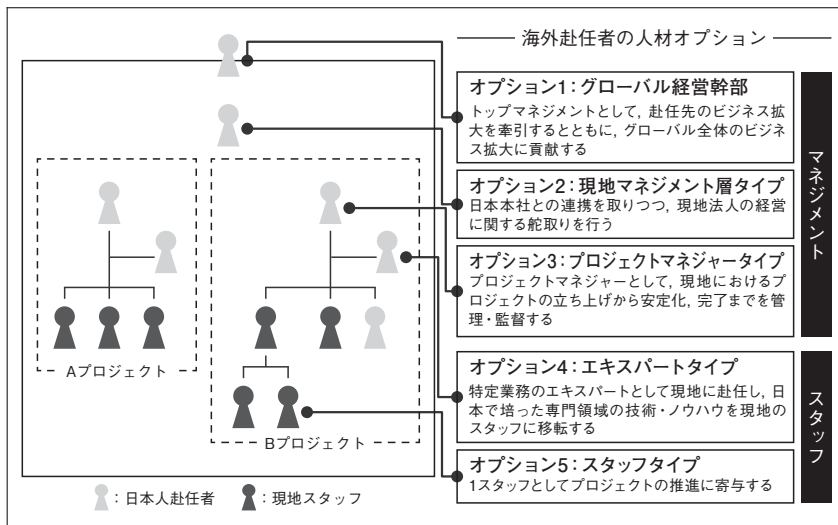 海外赴任者の人材オプション
オプション1：グローバル経営幹部
トップマネジメントとして，赴任先のビジネス拡
大を牽引するとともに，グローバル全体のビジネ
ス拡大に貢献する
オプション2：現地マネジメント層タイプ
日本本社との連携を取りつつ，現地法人の経営
に関する舵取りを行う
オプション3：プロジェクトマネジャータイプ
プロジェクトマネジャーとして，現地におけるプ
ロジェクトの立ち上げから安定化，完了までを管
理・監督する
マネジメント
オプション4：エキスパートタイプ
特定業務のエキスパートとして現地に赴任し，日
本で培った専門領域の技術・ノウハウを現地の
スタッフに移転する
オプション5：スタッフタイプ
1スタッフとしてプロジェクトの推進に寄与する
スタッフ
Aプロジェクト
Bプロジェクト
：日本人赴任者
：現地スタッフ